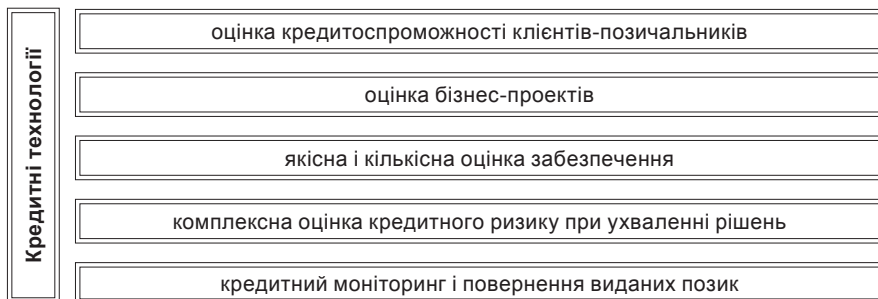 Кредитні технології
оцінка кредитоспроможності клієнтів-позичальників
оцінка бізнес-проектів
якісна і кількісна оцінка забезпечення
комплексна оцінка кредитного ризику при ухваленні рішень
кредитний моніторинг і повернення виданих позик